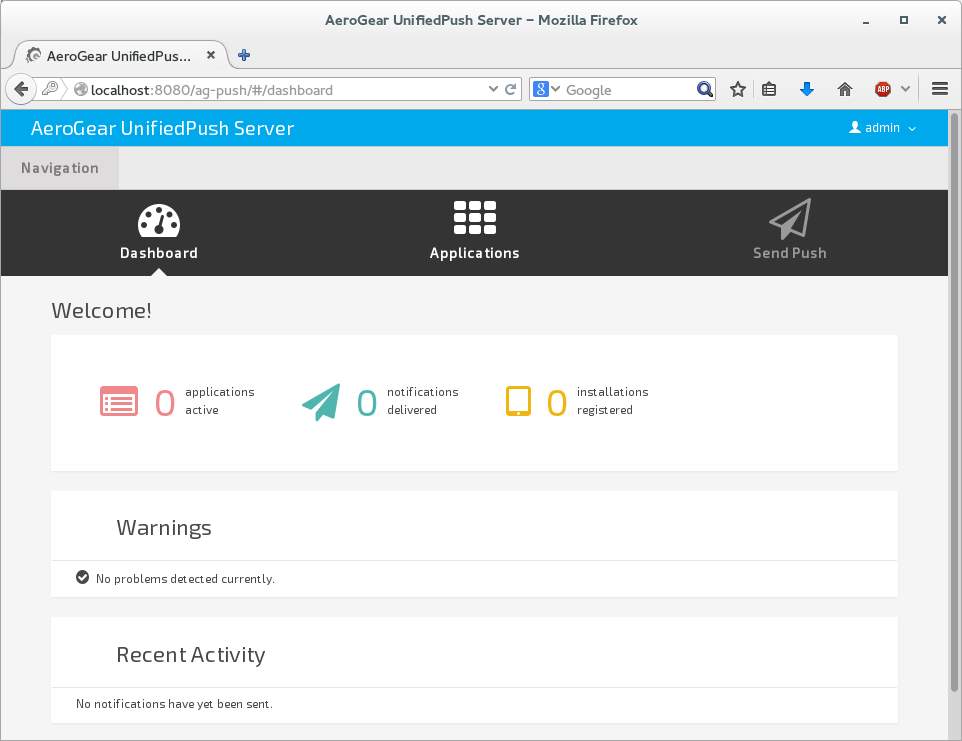 AeroGear UnifiedPush Server – Mozilla Firefox
AeroGear UnifiedPus...
localhost:8080/ag-push/#/dashboard
8
Google
ABP
AeroGear UnifiedPush Server
admin
Navigation
Dashboard
Applications
Send Push
Welcome!
0 applications active
0 notifications delivered
0 installations registered
Warnings
No problems detected currently.
Recent Activity
No notifications have yet been sent.